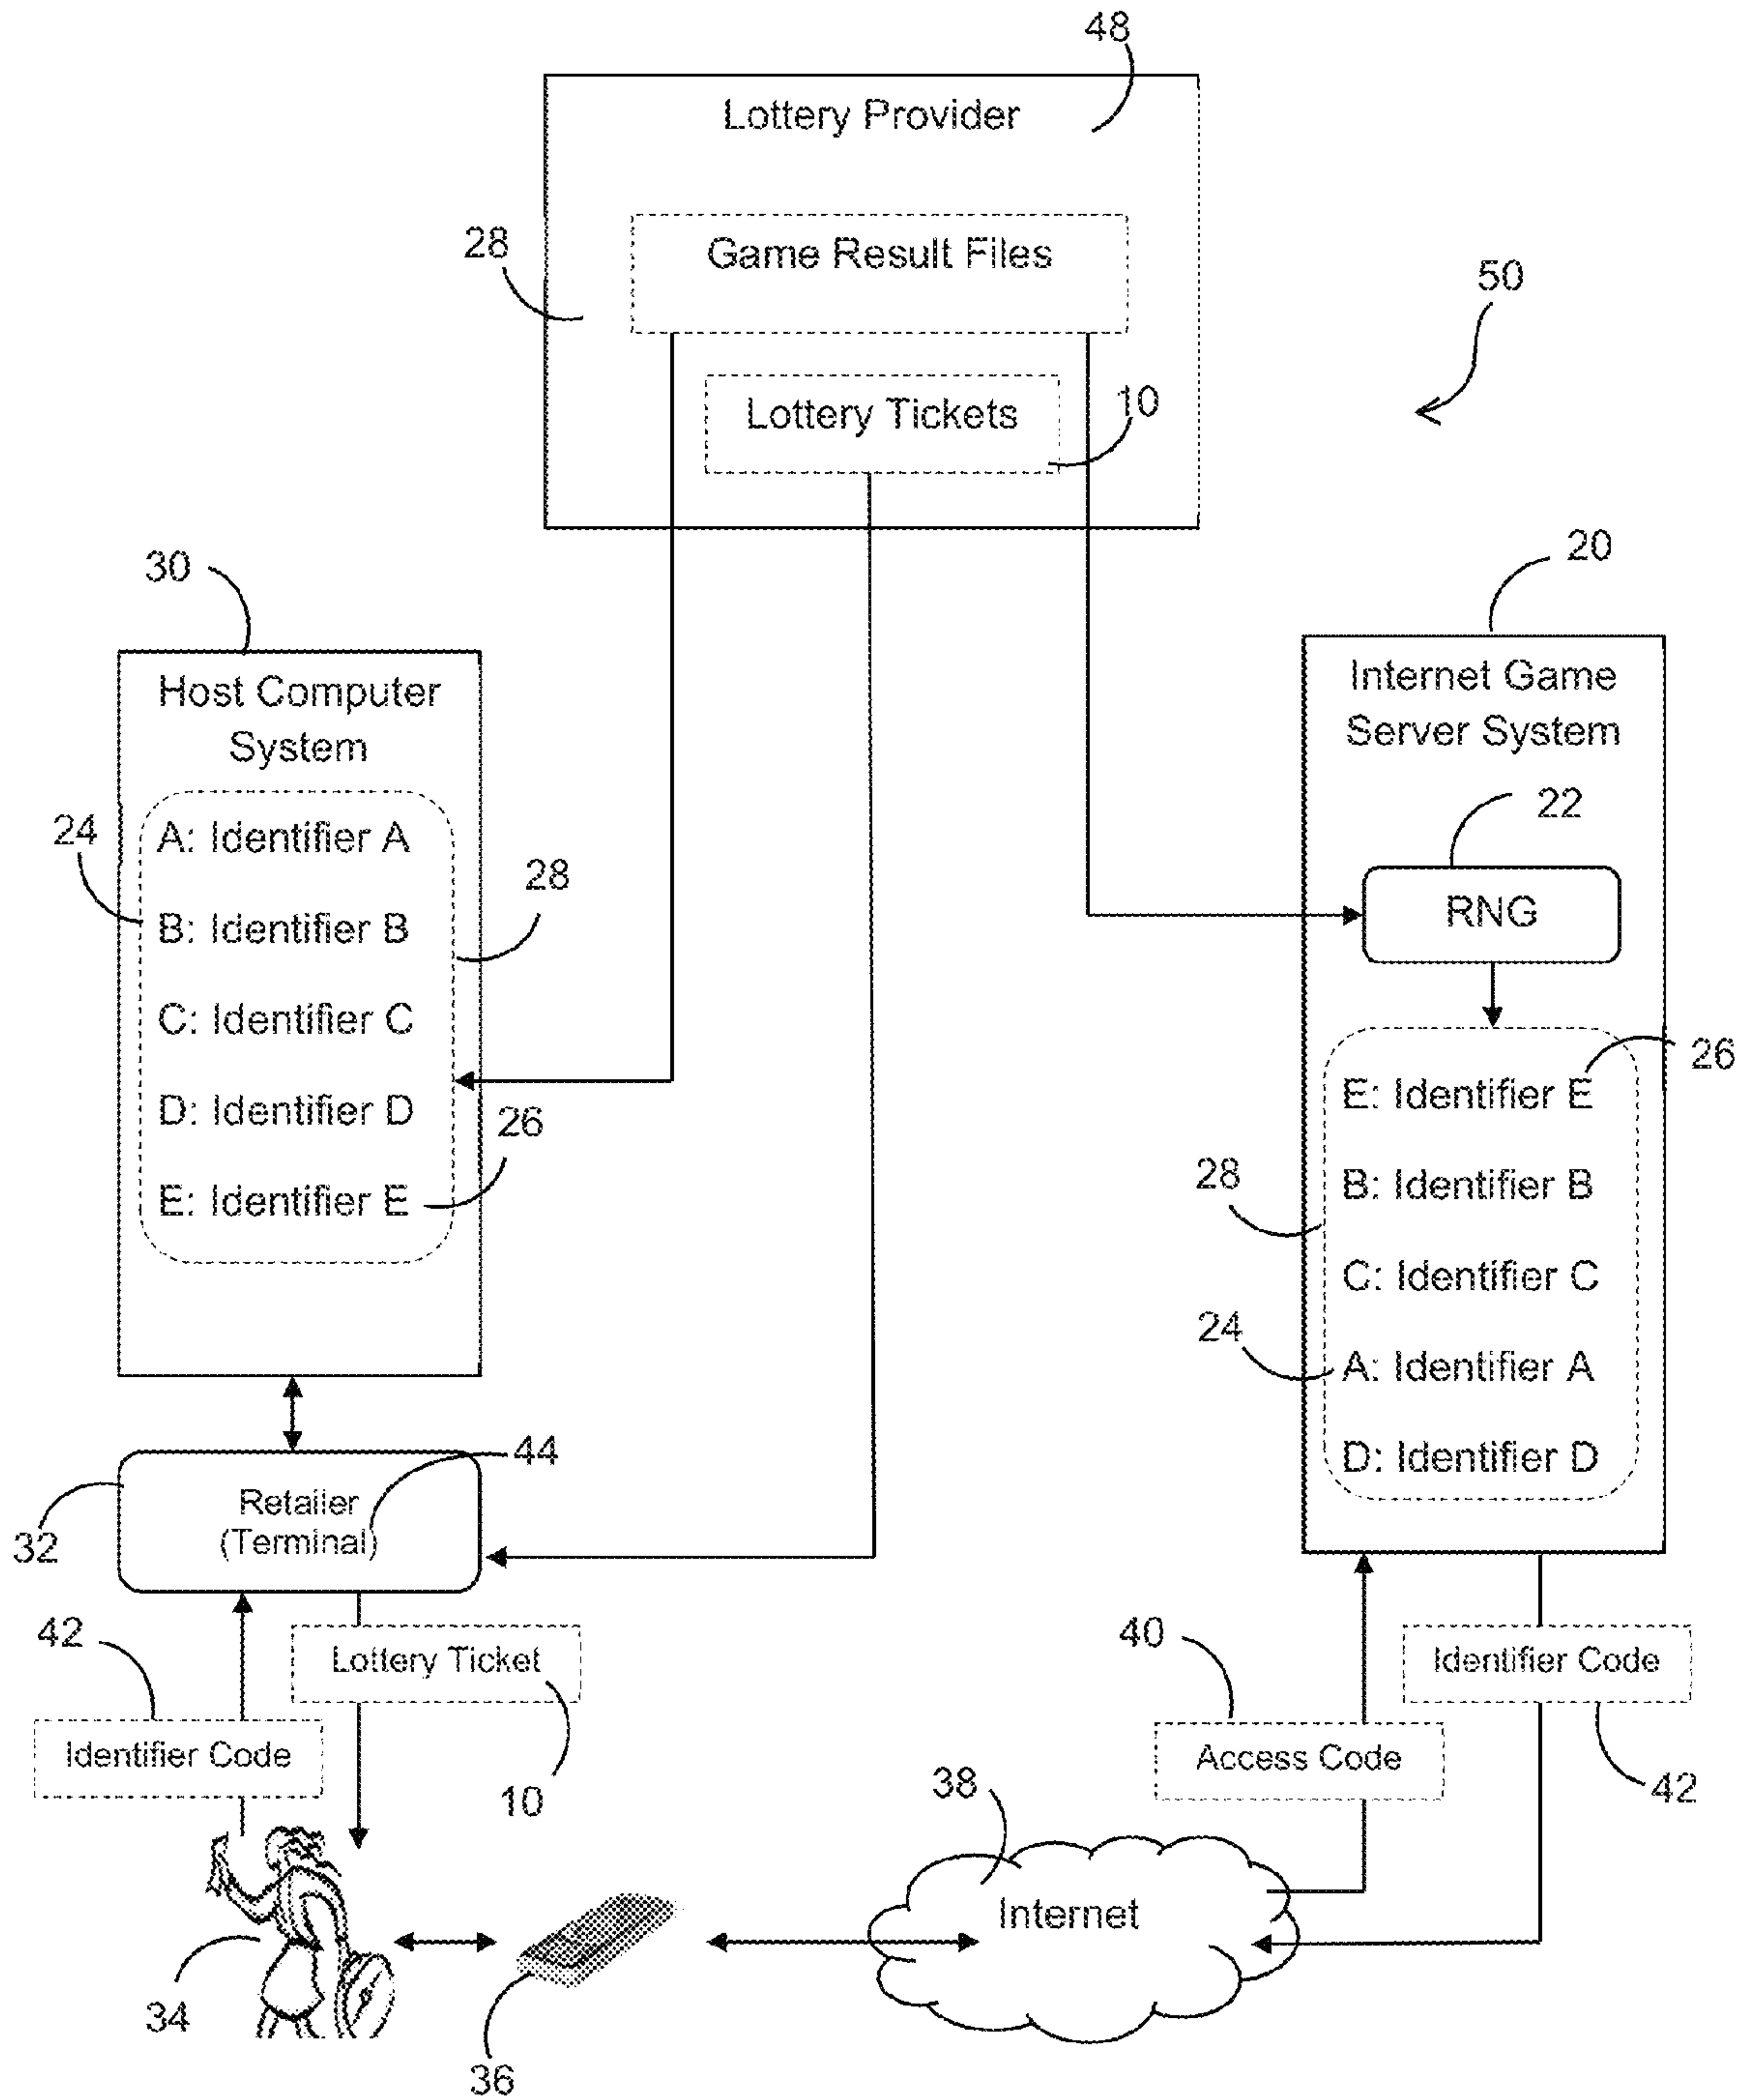 48
Lottery Provider
28
Game Result Files
50
Lottery Tickets
10
30
20
Host Computer
System
Internet Game
Server System
22
RNG
24
A: Identifier A
28
B: Identifier B
C: Identifier C
D: Identifier D
26
E: Identifier E
26
E: Identifier E
28
B: Identifier B
C: Identifier C
24
A: Identifier A
D: Identifier D
44
Retailer
(Terminal)
32
42
Lottery Ticket
Identifier Code
10
40
Identifier Code
Access Code
42
38
Internet
34
36